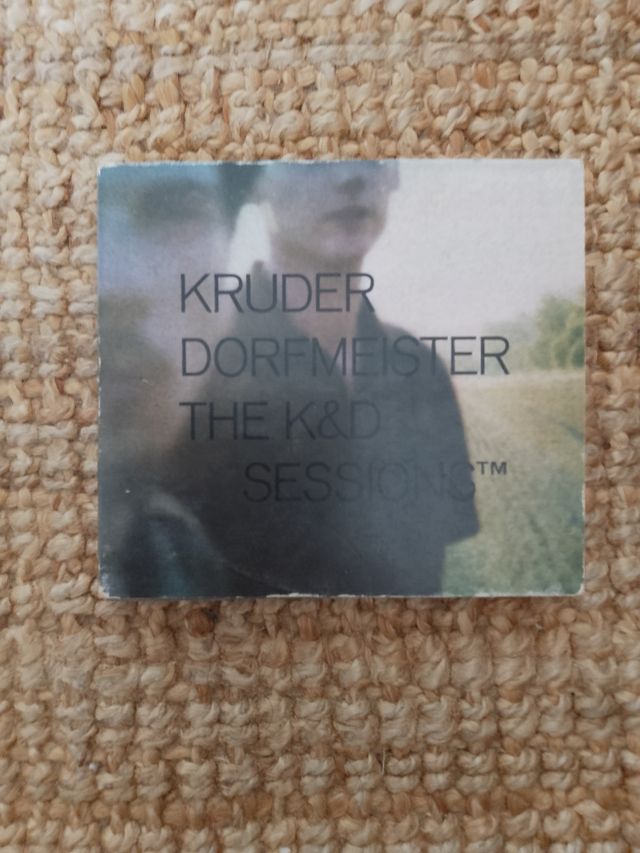 KRUDER
DORFMEISTER
THE K&D
SESSIONS™